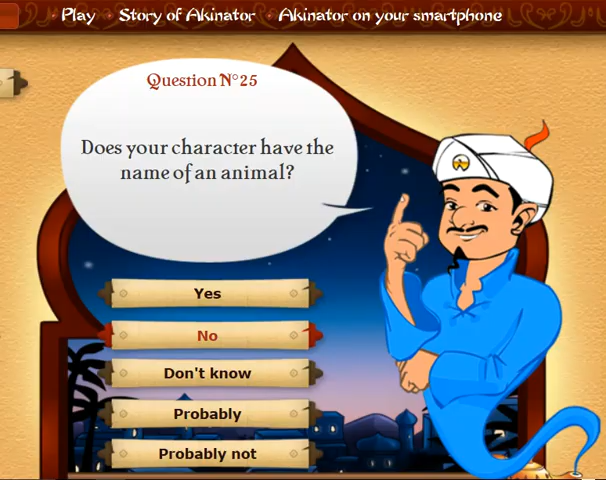 Play · Story of Akinator · Akinator on your smartphone
Question N°25
Does your character have the
name of an animal?
Yes
No
Don't know
Probably
Probably not